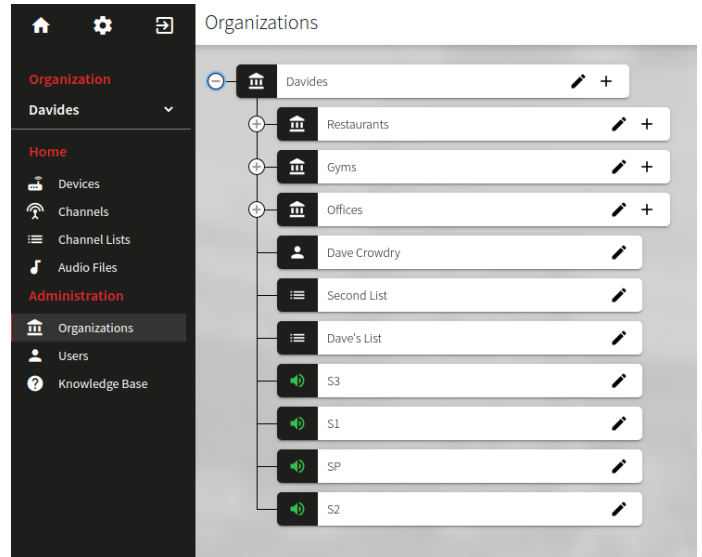 Organizations
Organization
Davides
Home
Devices
Channels
Channel Lists
Audio Files
Administration
Organizations
Users
Knowledge Base
Davides
Restaurants
Gyms
Offices
Dave Crowdry
Second List
Dave's List
S3
S1
SP
S2